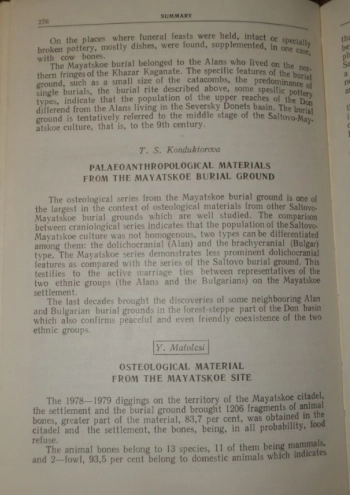 278
SUMMARY
On the places where funeral feasts were held, intact or specially
broken pottery, mostly dishes, were found, supplemented, in one case,
with cow bones.
The Mayatskoe burial belonged to the Alans who lived on the nor-
thern fringes of the Khazar Kaganate. The specific features of the burial
ground, such as a small size of the catacombs, the predominance of
single burials, the burial rite described above, some spesific pottery
types, indicate that the population of the upper reaches of the Don
differend from the Alans living in the Seversky Donets basin. The burial
ground is tentatively referred to the middle stage of the Saltovo-May-
atskoe culture, that is, to the 9th century.
T. S. Konduktorova
PALAEOANTHROPOLOGICAL MATERIALS
FROM THE MAYATSKOE BURIAL GROUND
The osteological series from the Mayatskoe burial ground is one of
the largest in the context of osteological materials from other Saltovo-
Mayatskoe burial grounds which are well studied. The comparison
between craniological series indicates that the population of the Saltovo-
Mayatskoe culture was not homogenous, two types can be differentiated
among them: the dolichocranial (Alan) and the brachycranial (Bulgar)
type. The Mayatskoe series demonstrates less prominent dolichocranial
features as compared with the series of the Saltovo burial ground. This
testifies to the active marriage ties between representatives of the
two ethnic groups (the Alans and the Bulgarians) on the Mayatskoe
settlement.
The last decades brought the discoveries of some neighbouring Alan
and Bulgarian burial grounds in the forest-steppe part of the Don basin
which also confirms peaceful and even friendly coexistence of the two
ethnic groups.
Y. Matolcsi
OSTEOLOGICAL MATERIAL
FROM THE MAYATSKOE SITE
The 1978—1979 diggings on the territory of the Mayatskoe citadel,
the settlement and the burial ground brought 1206 fragments of animal
bones, greater part of the material, 83,7 per cent, was obtained in the
citadel and the settlement, the bones, being, in all probability, food
refuse.
The animal bones belong to 13 species, 11 of them being mammals,
and 2—fowl, 93,5 per cent belong to domestic animals which indicates